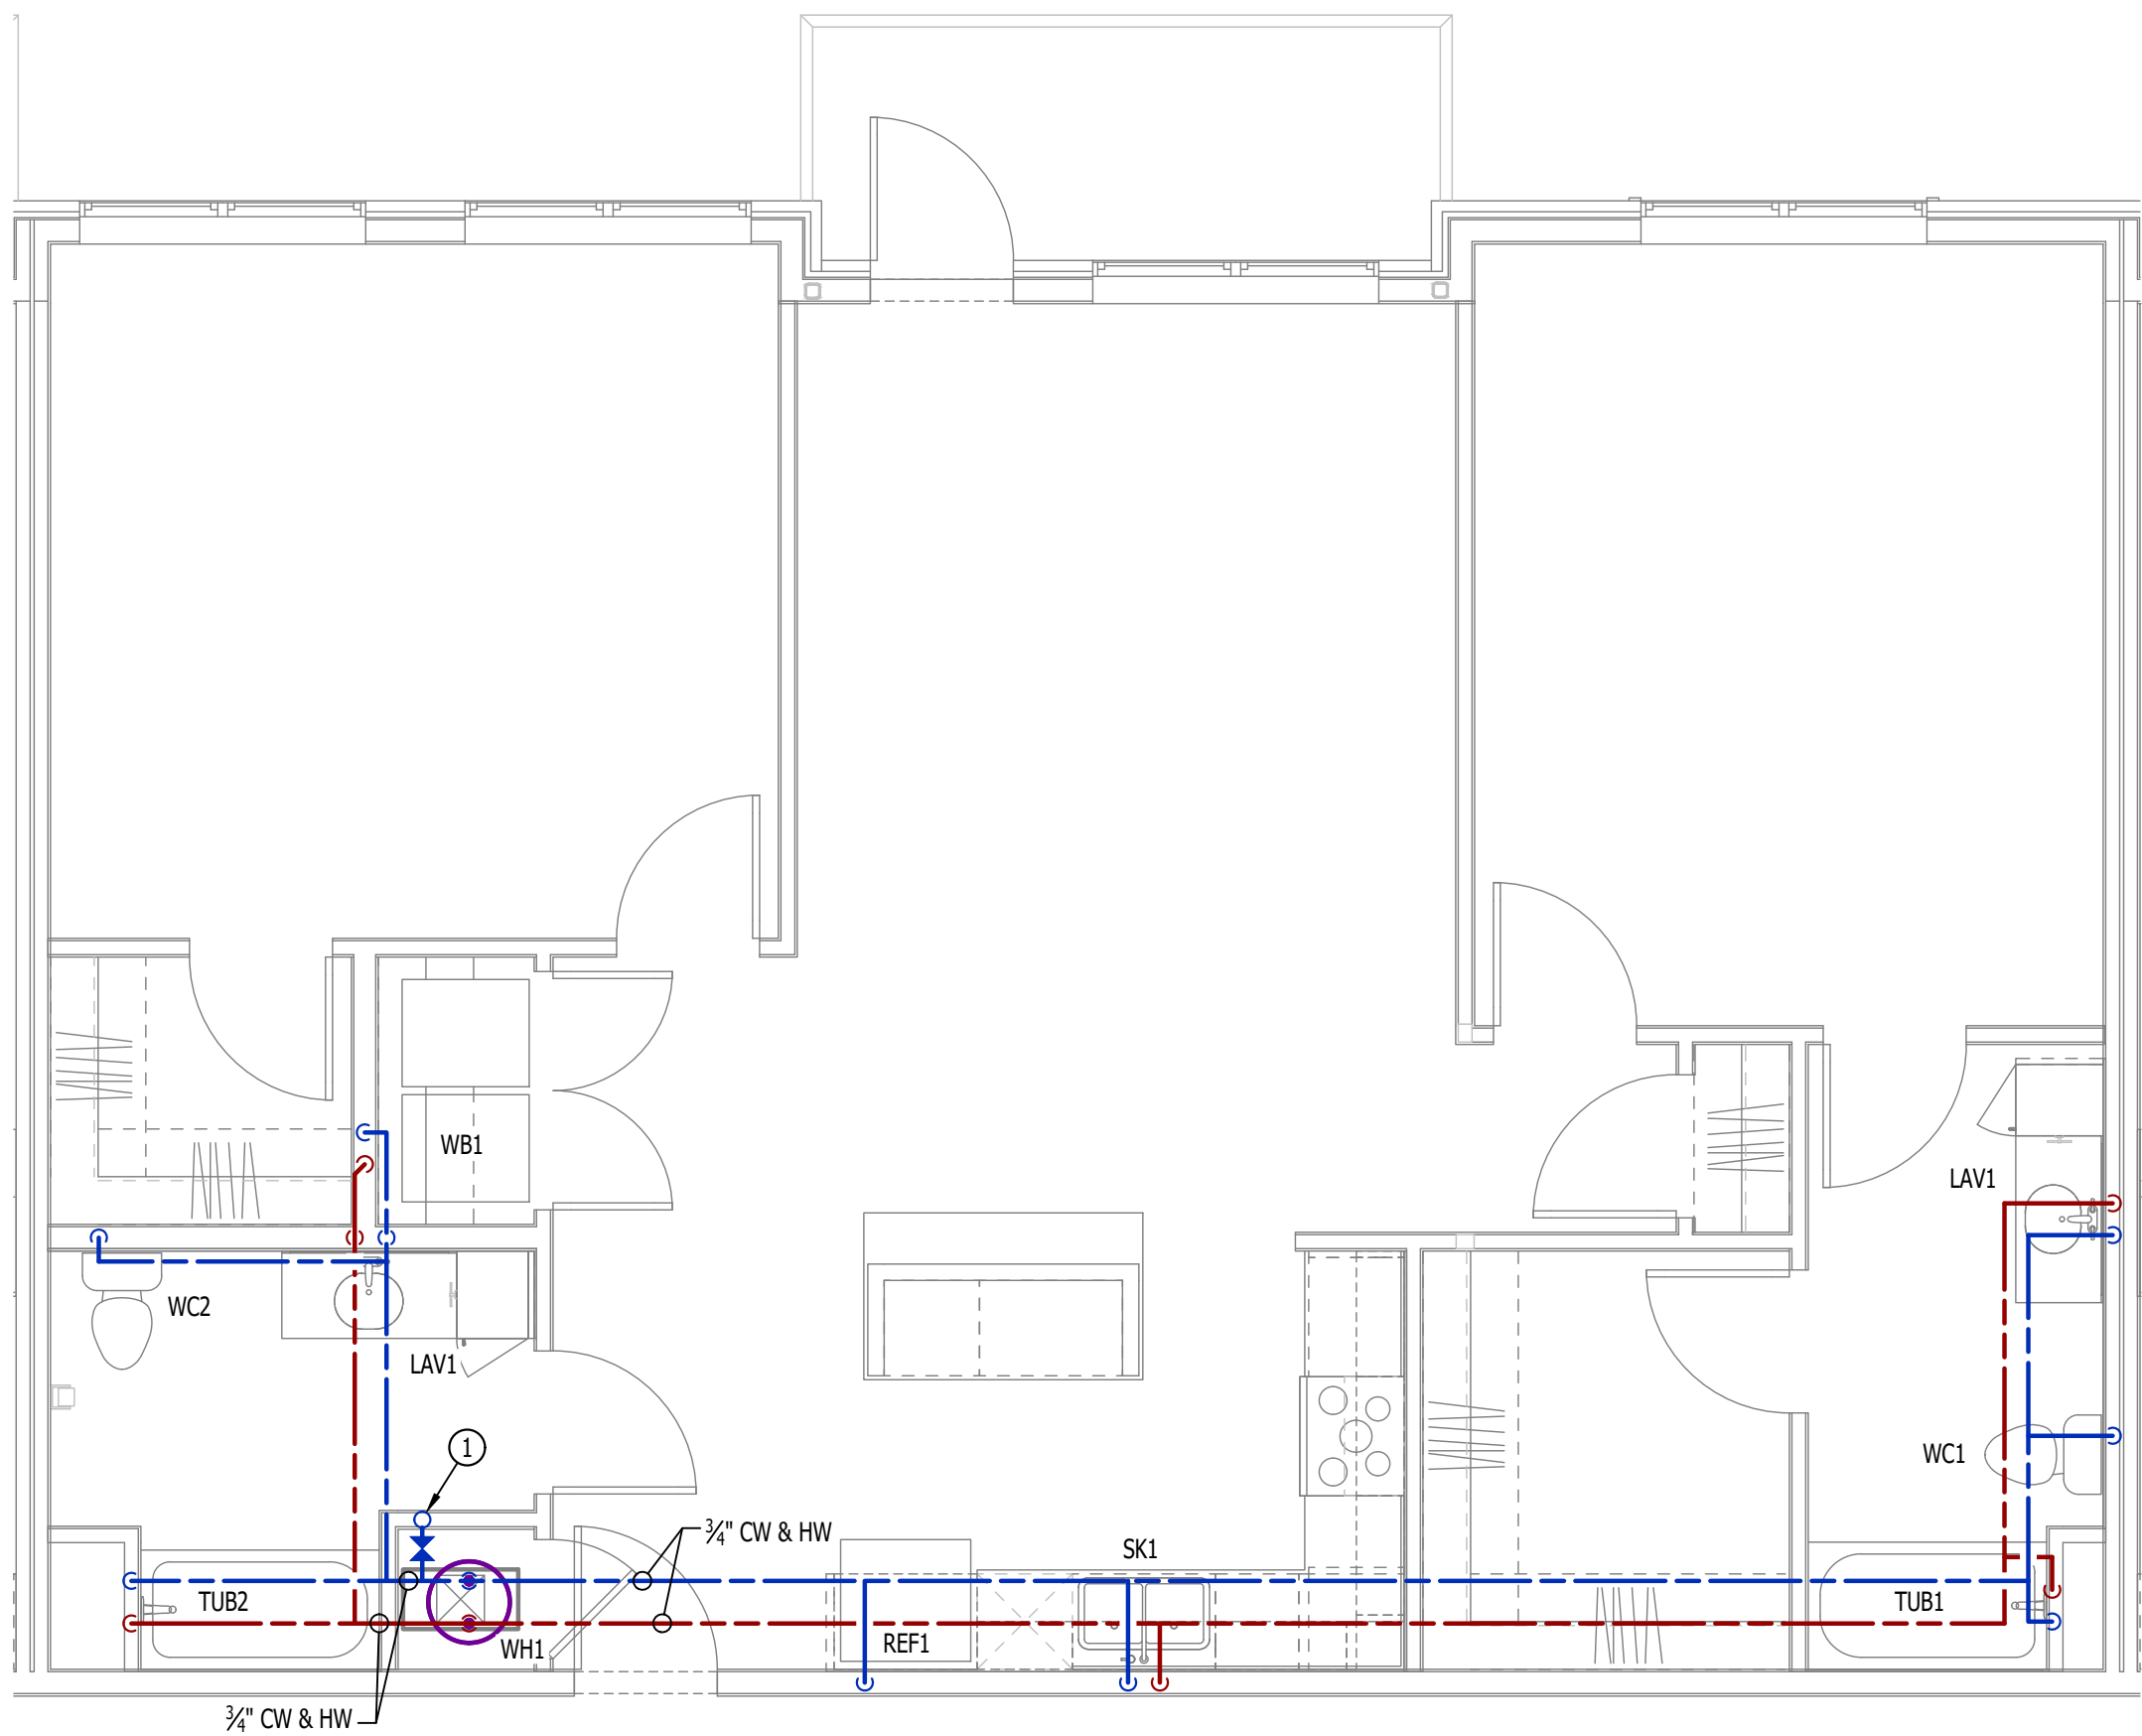 WB1
LAV1
WC2
LAV1
1
WC1
¾" CW & HW
SK1
TUB2
TUB1
REF1
WH1
¾" CW & HW